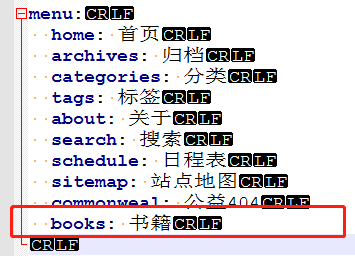 menu:CRLF
home: 首页CRLF
archives: 归档CRLF
categories: 分类CRLF
tags: 标签CRLF
about: 关于CRLF
search: 搜索CRLF
schedule: 日程表CRLF
sitemap: 站点地图CRLF
commonweal: 公益404CRLF
books: 书籍CRLF
CRLF